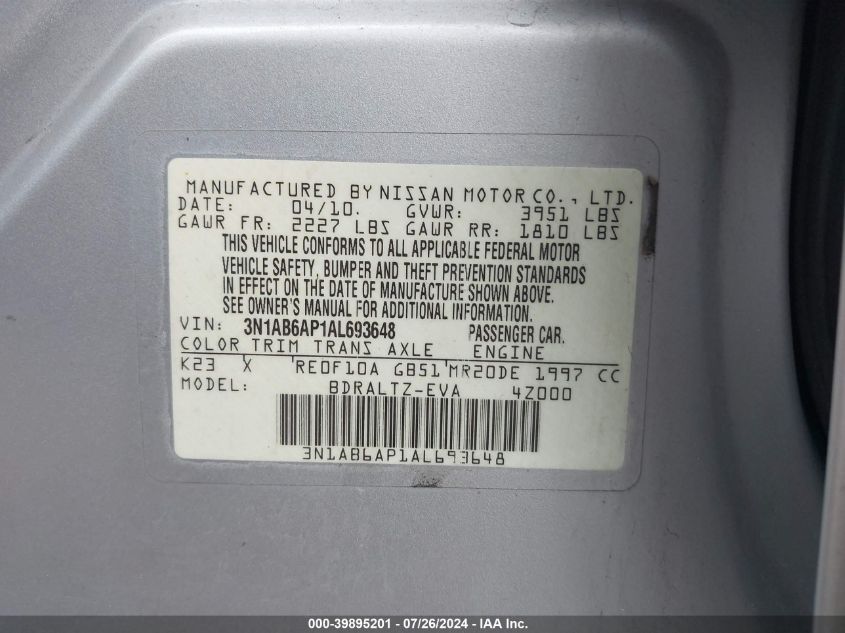 MANUFACTURED BY NISSAN MOTOR CO., LTD.
DATE: 04/10. GVWR: 3951 LBS
GAWR FR: 2227 LBS GAWR RR: 1810 LBS
THIS VEHICLE CONFORMS TO ALL APPLICABLE FEDERAL MOTOR
VEHICLE SAFETY, BUMPER AND THEFT PREVENTION STANDARDS
IN EFFECT ON THE DATE OF MANUFACTURE SHOWN ABOVE.
SEE OWNER'S MANUAL FOR ADDITIONAL INFORMATION.
VIN: 3N1AB6AP1AL693648 PASSENGER CAR.
COLOR TRIM TRANS AXLE ENGINE
K23 X RE0F10A GB51 MR20DE 1997 CC
MODEL: BDRALTZ-EVA 4Z000
3N1AB6AP1AL693648
000-39895201 - 07/26/2024 - IAA Inc.